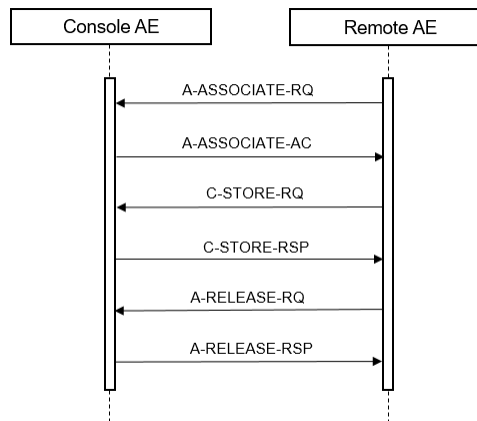 Console AE
Remote AE
A-ASSOCIATE-RQ
A-ASSOCIATE-AC
C-STORE-RQ
C-STORE-RSP
A-RELEASE-RQ
A-RELEASE-RSP